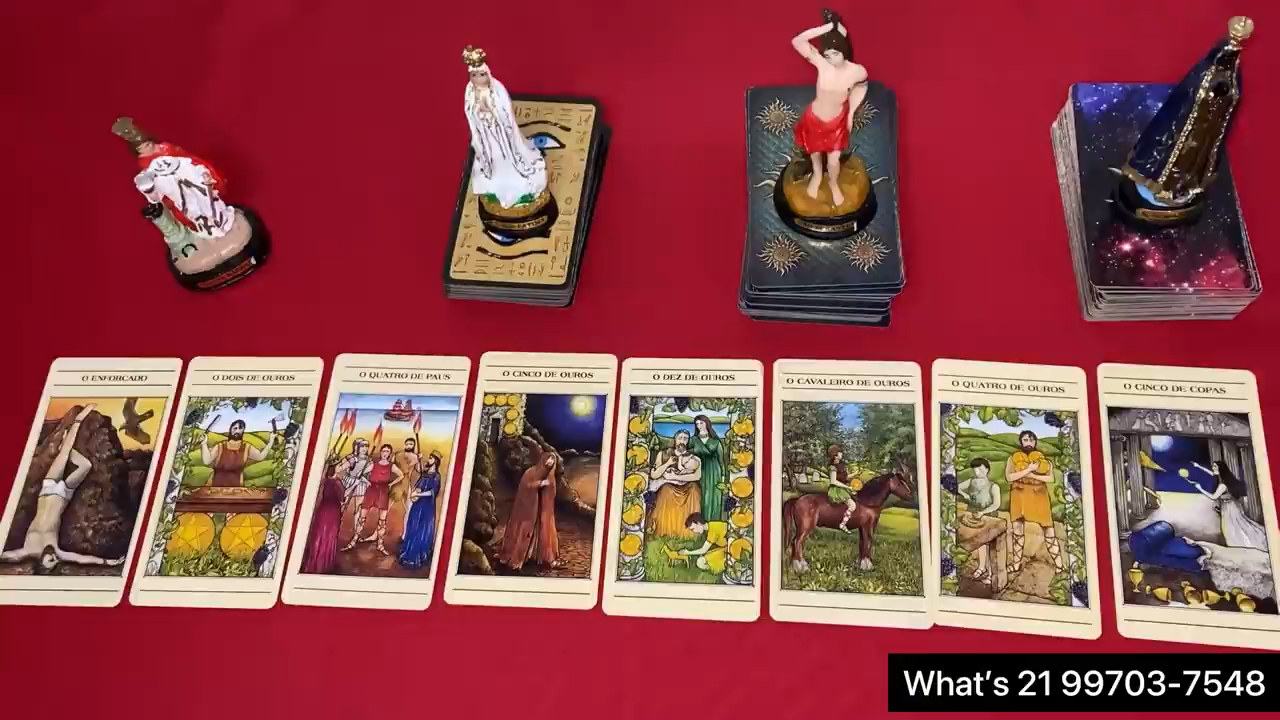 O ENFORCADO
O DOIS DE OUROS
O QUATRO DE PAUS
O CINCO DE OUROS
O DEZ DE OUROS
O CAVALEIRO DE OUROS
O QUATRO DE OUROS
O CINCO DE COPAS
What's 21 99703-7548